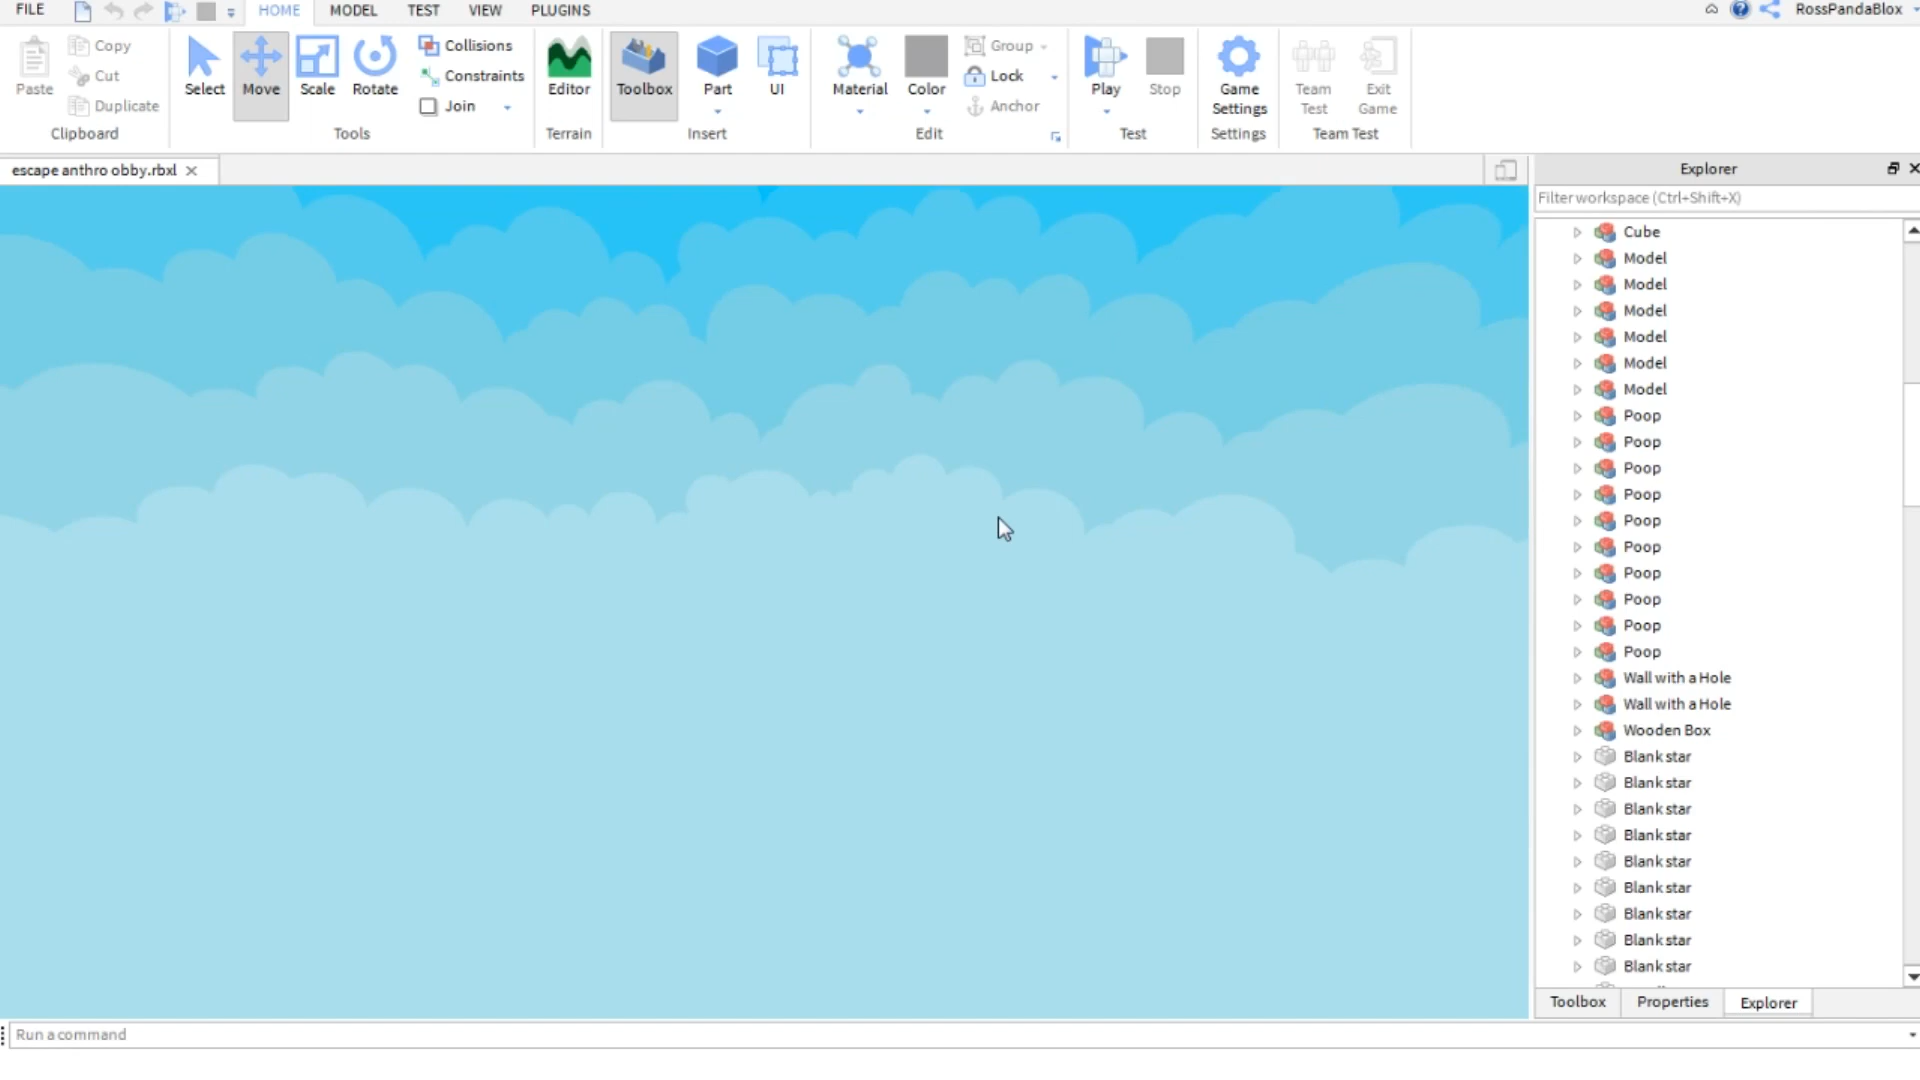 FILE HOME MODEL TEST VIEW PLUGINS RossPandaBlox
Paste Copy Cut Duplicate
Clipboard
Select Move Scale Rotate Collisions Constraints Join
Tools
Editor
Terrain
Toolbox Part UI
Insert
Material Color Group Lock Anchor
Edit
Play Stop
Test
Game Settings
Settings
Team Test Exit Game
Team Test
escape anthro obby.rbxl
Explorer
Filter workspace (Ctrl+Shift+X)
Cube
Model
Model
Model
Model
Model
Model
Poop
Poop
Poop
Poop
Poop
Poop
Poop
Poop
Poop
Poop
Wall with a Hole
Wall with a Hole
Wooden Box
Blank star
Blank star
Blank star
Blank star
Blank star
Blank star
Blank star
Blank star
Blank star
Toolbox Properties Explorer
Run a command